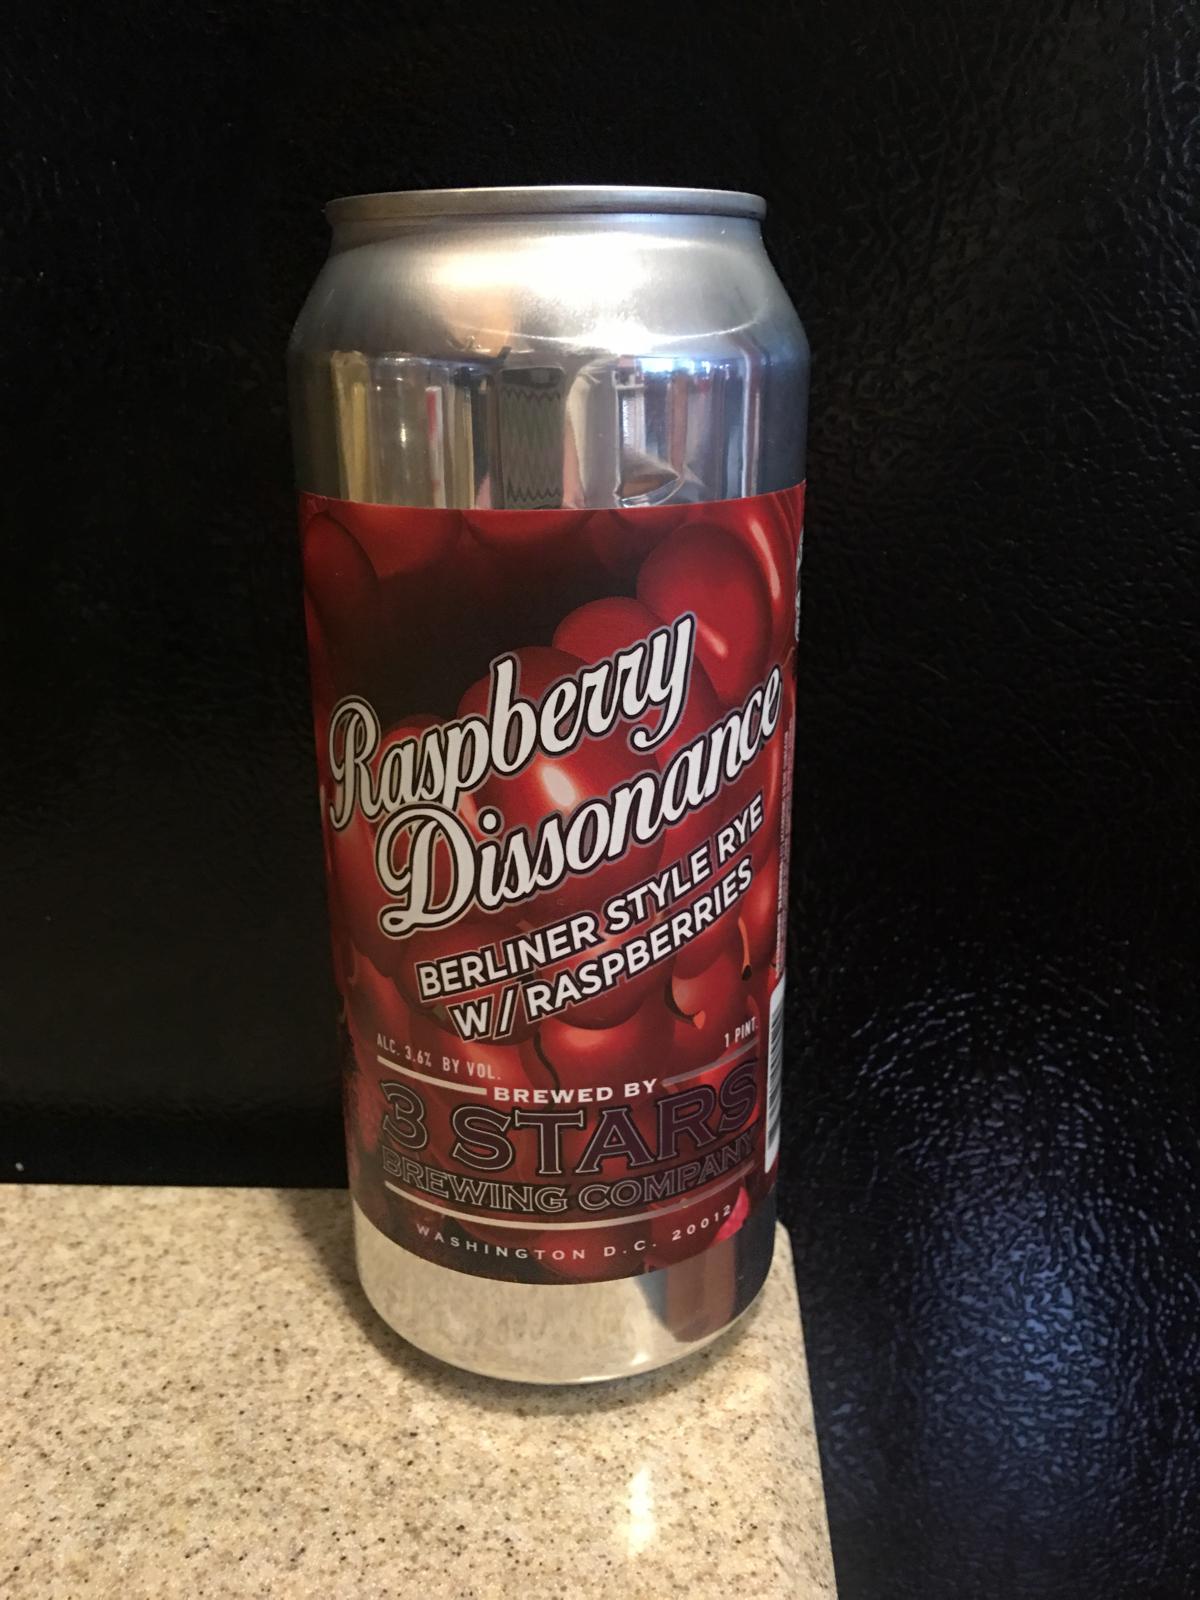 Raspberry
Dissonance
BERLINER STYLE RYE
W/ RASPBERRIES
ALC. 3.6% BY VOL.
1 PINT.
BREWED BY
3 STARS
BREWING COMPANY
WASHINGTON D.C. 20012